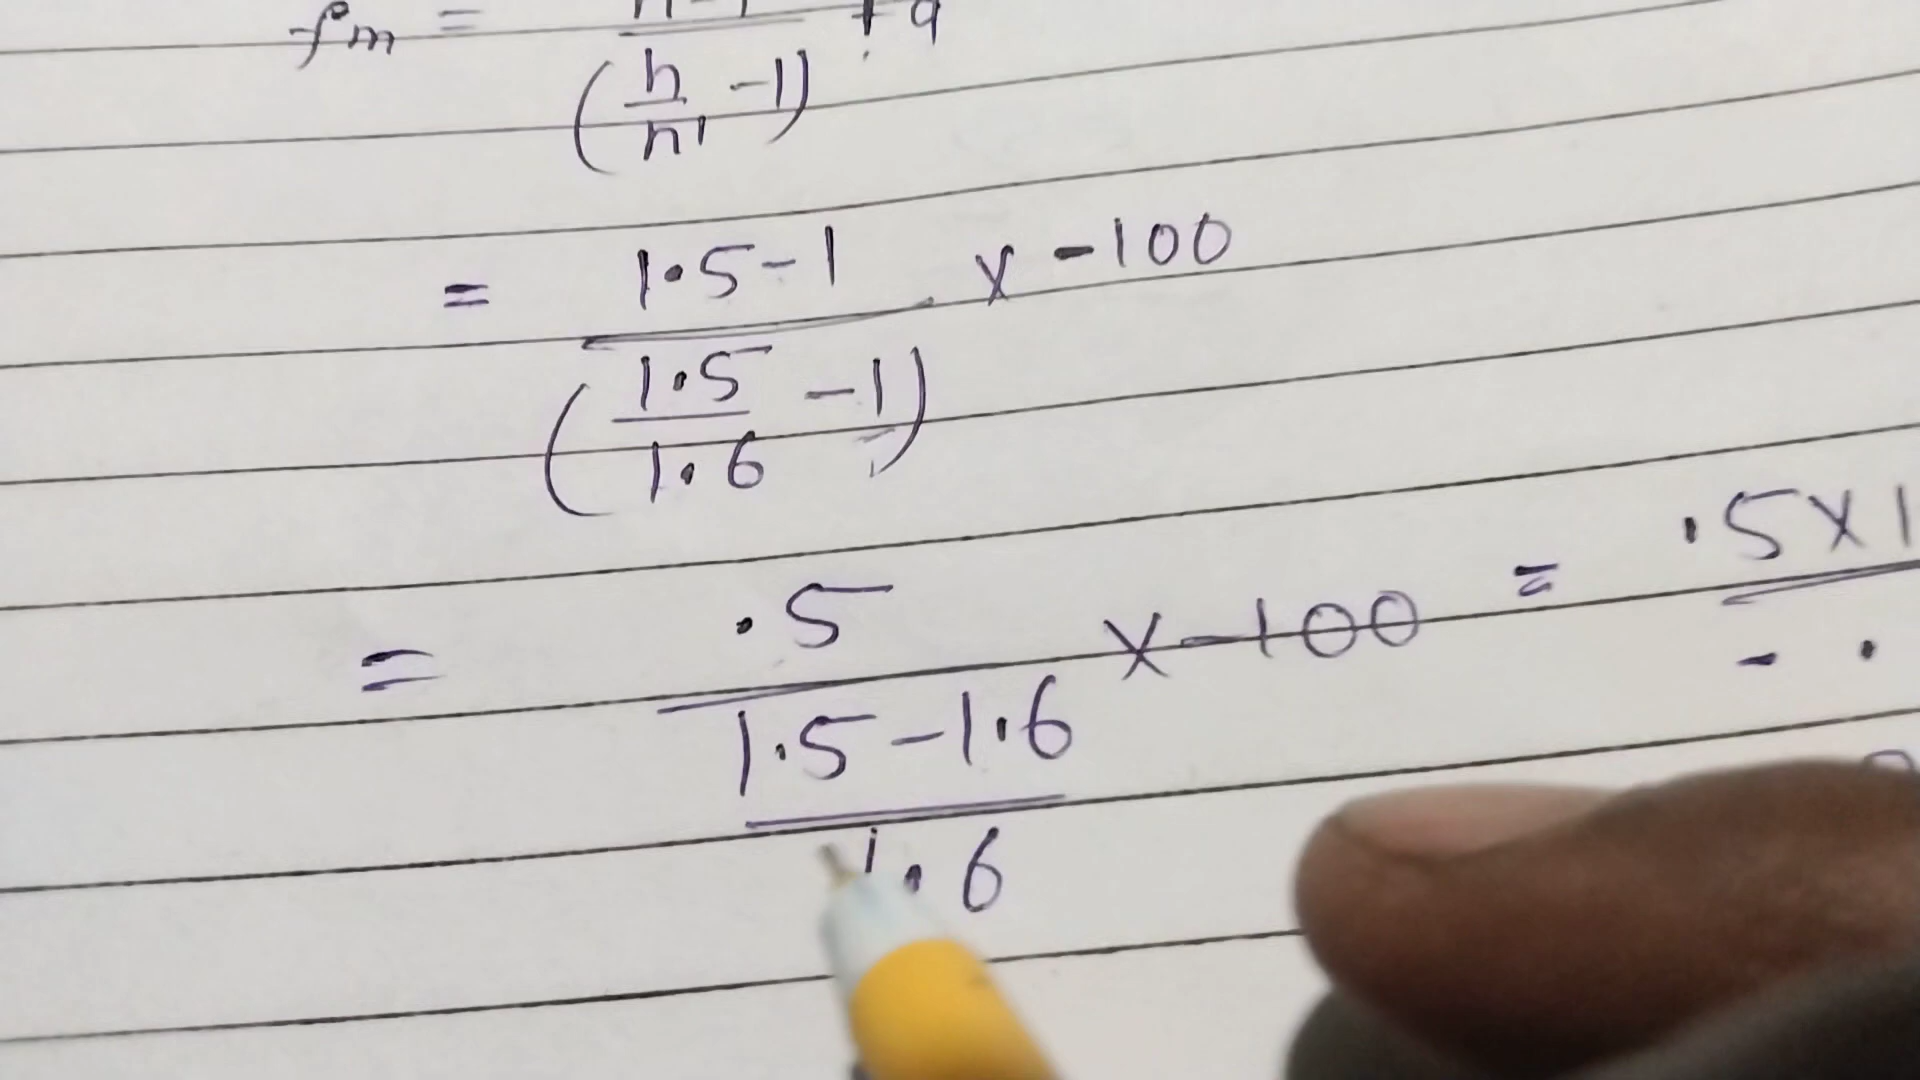 fm = n-1
(n/n' -1)
= 1.5-1 / (1.5/1.6 -1) x -100
= .5 / (1.5-1.6 / 1.6) x -100 = .5x1
- .